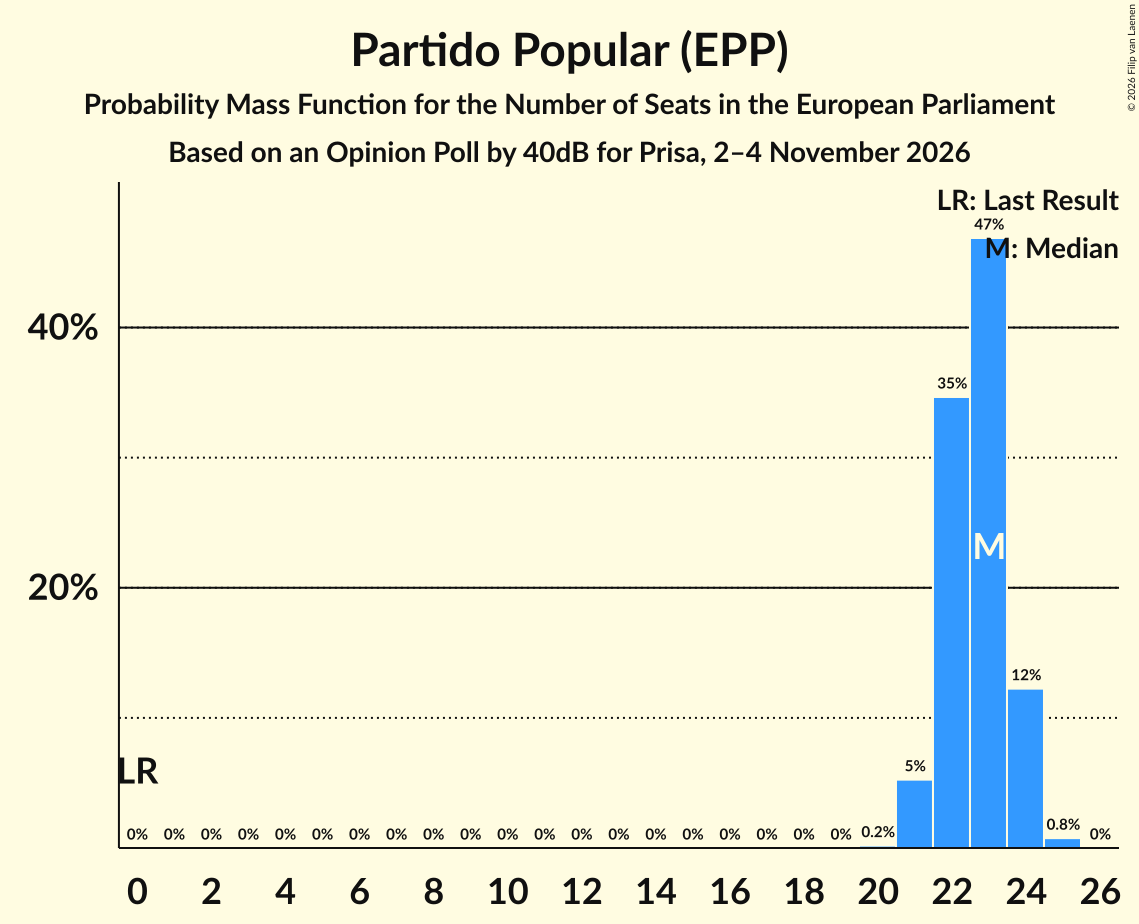 Partido Popular (EPP)
Probability Mass Function for the Number of Seats in the European Parliament
Based on an Opinion Poll by 40dB for Prisa, 2–4 November 2026
© 2026 Filip van Laenen
LR: Last Result
M: Median
47%
40%
35%
M
20%
12%
LR
5%
0% 0% 0% 0% 0% 0% 0% 0% 0% 0% 0% 0% 0% 0% 0% 0% 0% 0% 0% 0% 0.2% 0.8% 0%
0 2 4 6 8 10 12 14 16 18 20 22 24 26